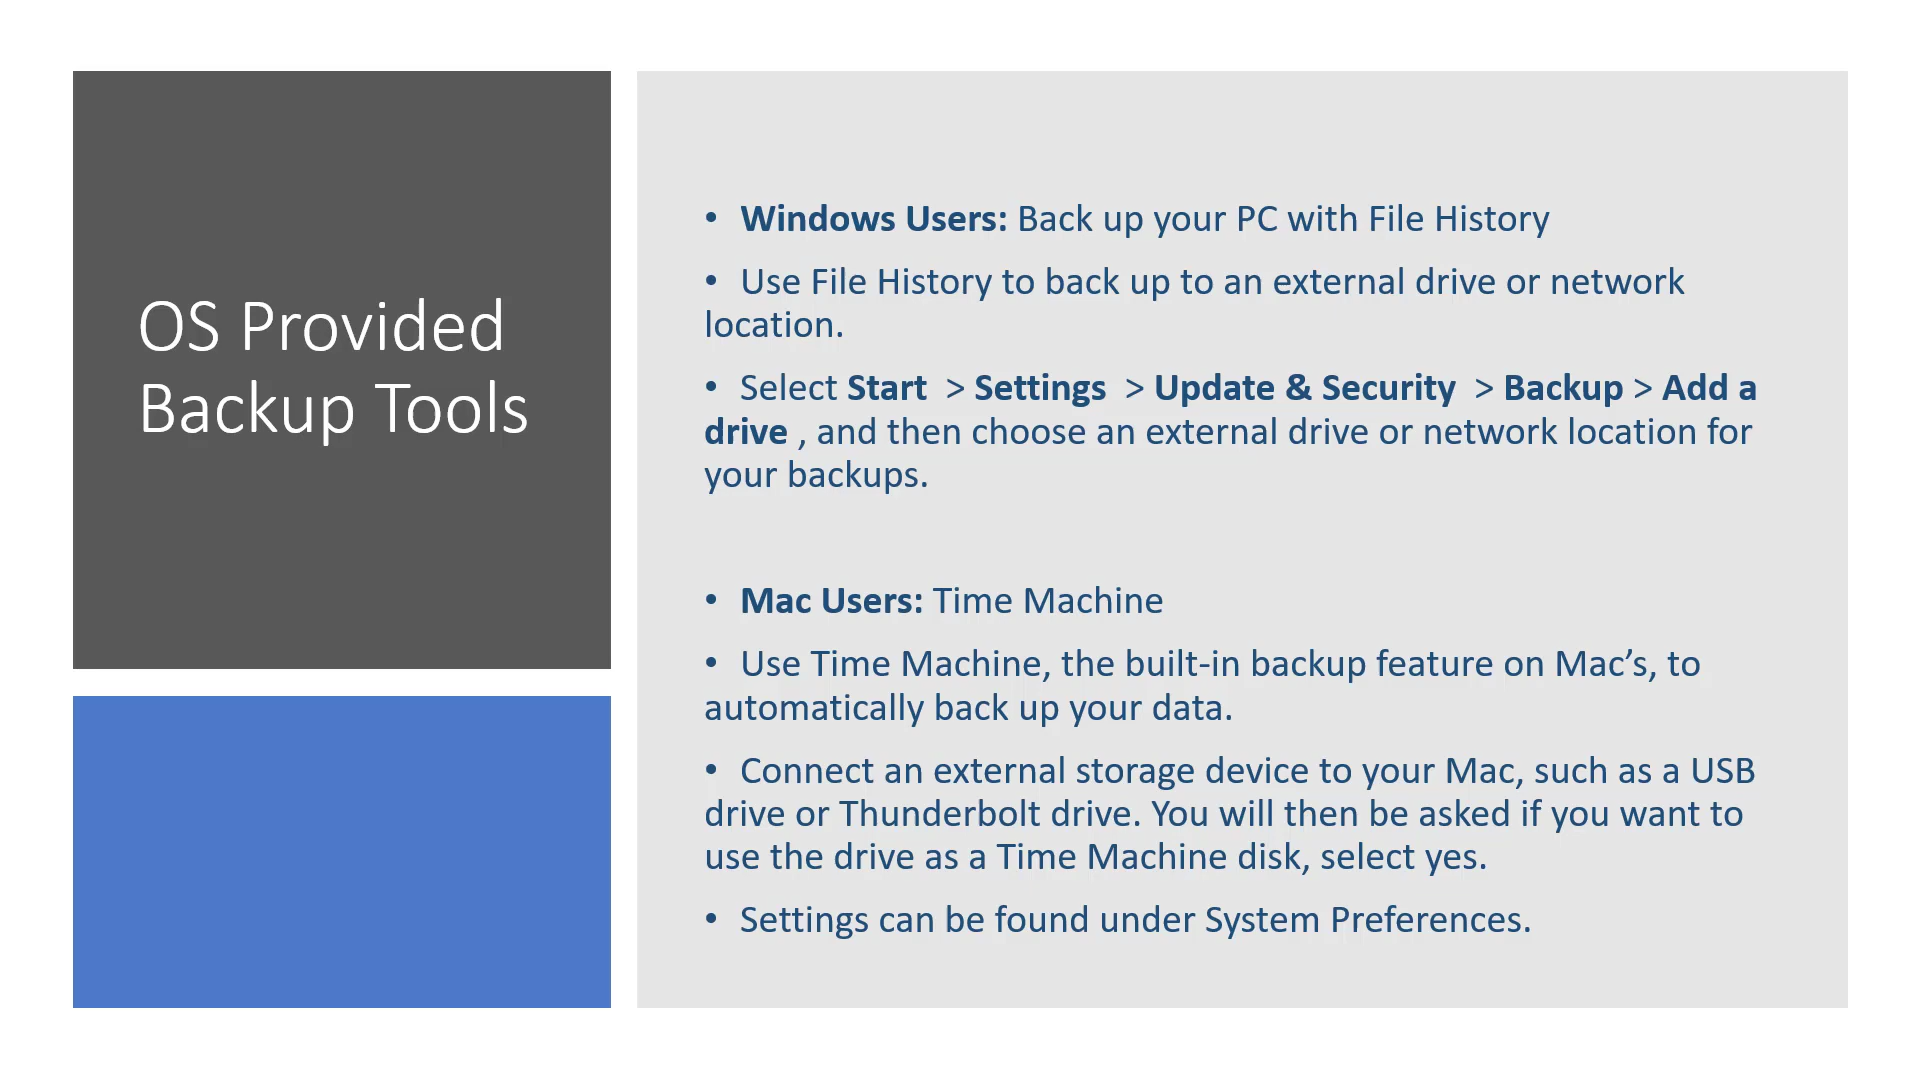 OS Provided
Backup Tools
• Windows Users: Back up your PC with File History
• Use File History to back up to an external drive or network
location.
• Select Start > Settings > Update & Security > Backup > Add a
drive , and then choose an external drive or network location for
your backups.
• Mac Users: Time Machine
• Use Time Machine, the built-in backup feature on Mac’s, to
automatically back up your data.
• Connect an external storage device to your Mac, such as a USB
drive or Thunderbolt drive. You will then be asked if you want to
use the drive as a Time Machine disk, select yes.
• Settings can be found under System Preferences.